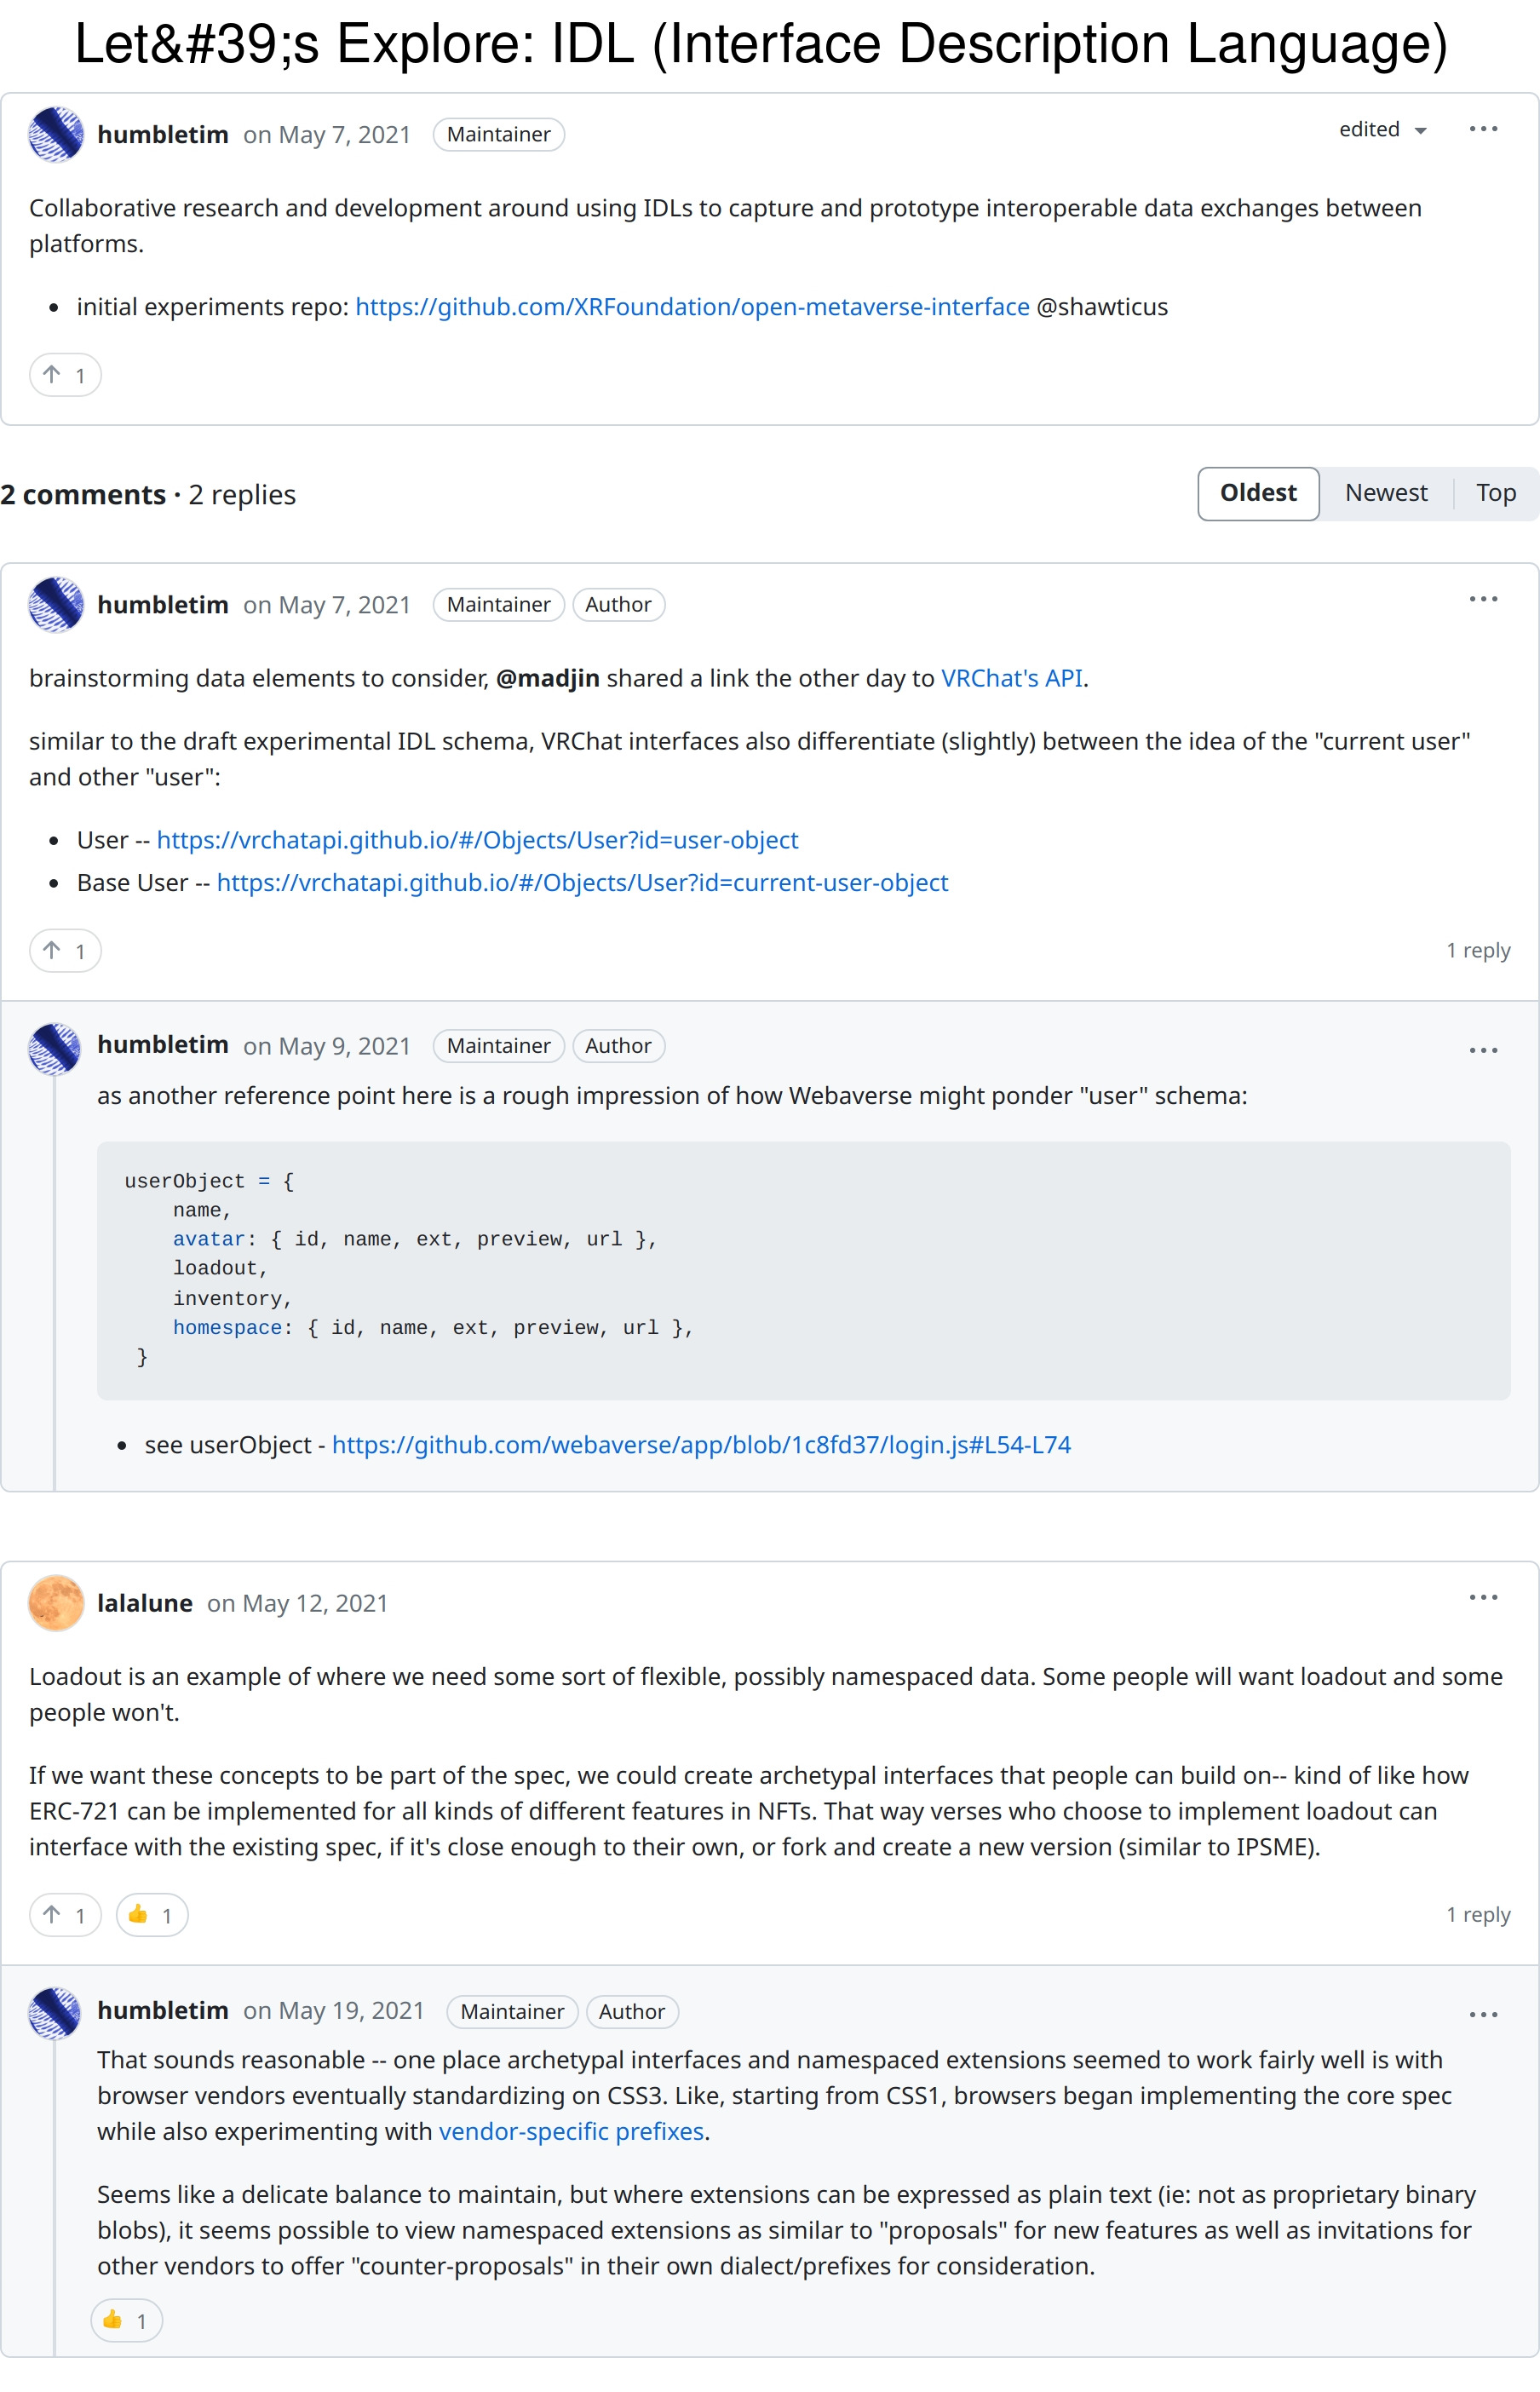 Let&#39;s Explore: IDL (Interface Description Language)
humbletim on May 7, 2021 Maintainer edited
Collaborative research and development around using IDLs to capture and prototype interoperable data exchanges between
platforms.
• initial experiments repo: https://github.com/XRFoundation/open-metaverse-interface @shawticus
↑ 1
2 comments · 2 replies Oldest Newest Top
humbletim on May 7, 2021 Maintainer Author
brainstorming data elements to consider, @madjin shared a link the other day to VRChat's API.
similar to the draft experimental IDL schema, VRChat interfaces also differentiate (slightly) between the idea of the "current user"
and other "user":
• User -- https://vrchatapi.github.io/#/Objects/User?id=user-object
• Base User -- https://vrchatapi.github.io/#/Objects/User?id=current-user-object
↑ 1 1 reply
humbletim on May 9, 2021 Maintainer Author
as another reference point here is a rough impression of how Webaverse might ponder "user" schema:
userObject = {
    name,
    avatar: { id, name, ext, preview, url },
    loadout,
    inventory,
    homespace: { id, name, ext, preview, url },
 }
• see userObject - https://github.com/webaverse/app/blob/1c8fd37/login.js#L54-L74
lalalune on May 12, 2021
Loadout is an example of where we need some sort of flexible, possibly namespaced data. Some people will want loadout and some
people won't.
If we want these concepts to be part of the spec, we could create archetypal interfaces that people can build on-- kind of like how
ERC-721 can be implemented for all kinds of different features in NFTs. That way verses who choose to implement loadout can
interface with the existing spec, if it's close enough to their own, or fork and create a new version (similar to IPSME).
↑ 1 👍 1 1 reply
humbletim on May 19, 2021 Maintainer Author
That sounds reasonable -- one place archetypal interfaces and namespaced extensions seemed to work fairly well is with
browser vendors eventually standardizing on CSS3. Like, starting from CSS1, browsers began implementing the core spec
while also experimenting with vendor-specific prefixes.
Seems like a delicate balance to maintain, but where extensions can be expressed as plain text (ie: not as proprietary binary
blobs), it seems possible to view namespaced extensions as similar to "proposals" for new features as well as invitations for
other vendors to offer "counter-proposals" in their own dialect/prefixes for consideration.
👍 1